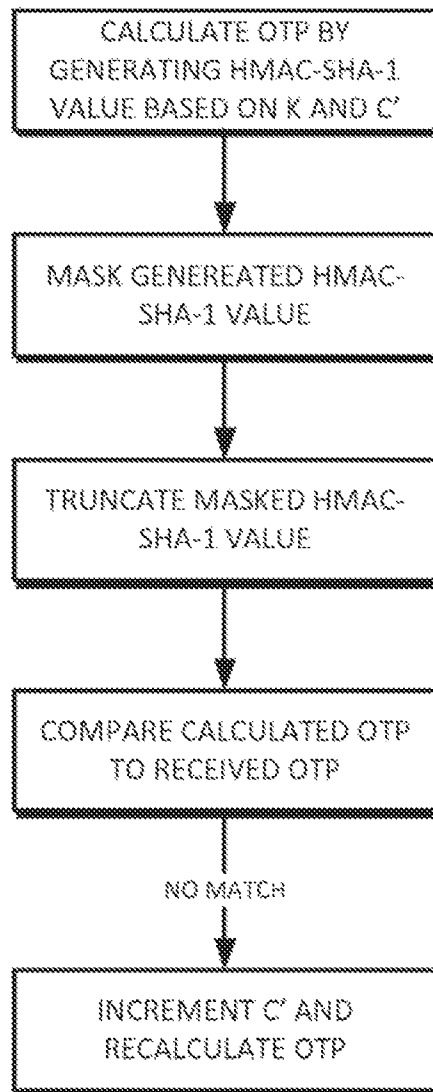 CALCULATE OTP BY
GENERATING HMAC-SHA-1
VALUE BASED ON K AND C'
MASK GENEREATED HMAC-
SHA-1 VALUE
TRUNCATE MASKED HMAC-
SHA-1 VALUE
COMPARE CALCULATED OTP
TO RECEIVED OTP
NO MATCH
INCREMENT C' AND
RECALCULATE OTP